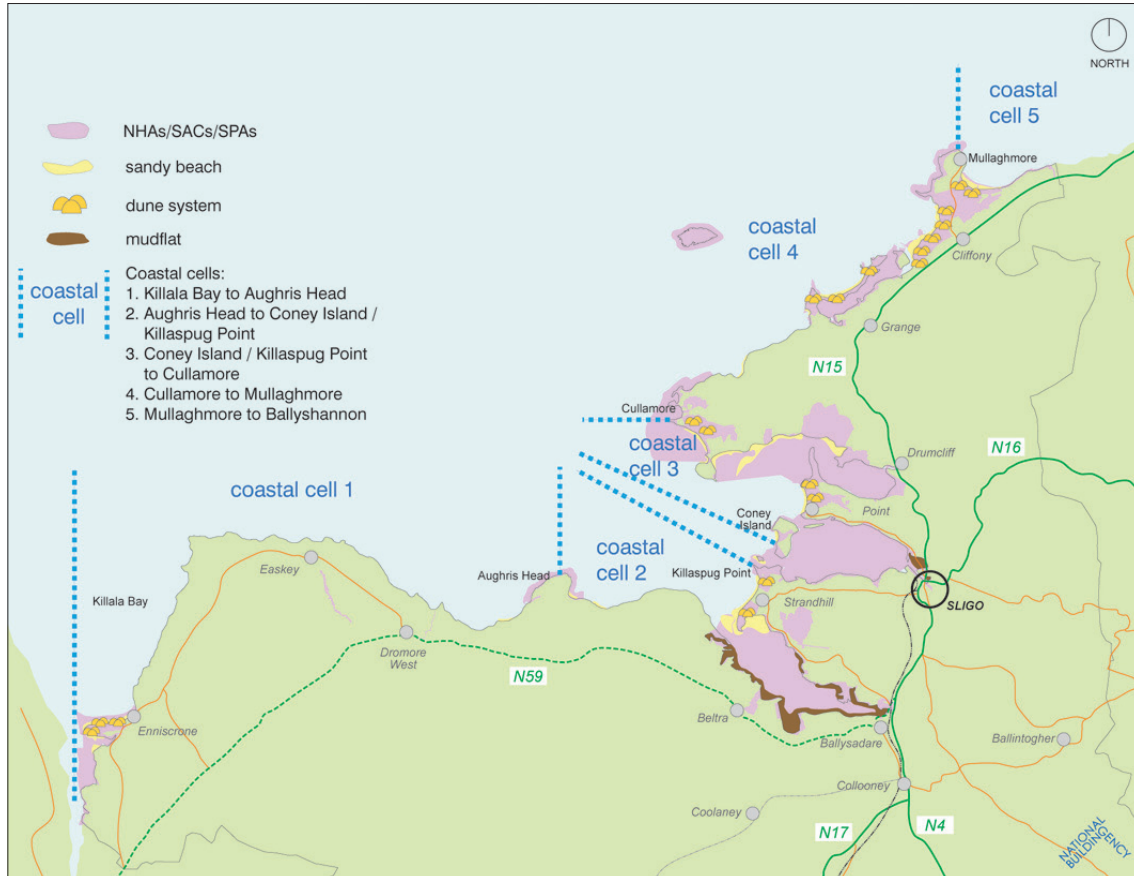 NORTH
coastal
cell 5
NHAs/SACs/SPAs
sandy beach
dune system
mudflat
coastal
cell
Coastal cells:
1. Killala Bay to Aughris Head
2. Aughris Head to Coney Island /
Killaspug Point
3. Coney Island / Killaspug Point
to Cullamore
4. Cullamore to Mullaghmore
5. Mullaghmore to Ballyshannon
Mullaghmore
coastal
cell 4
Cliffony
Grange
N15
Cullamore
coastal
cell 3
N16
Drumcliff
coastal cell 1
Point
Coney
Island
coastal
cell 2
Aughris Head
Killaspug Point
Easkey
Killala Bay
Strandhill
SLIGO
Dromore
West
N59
Enniscrone
Beltra
Ballysadare
Ballintogher
Collooney
Coolaney
N17
N4
NATIONAL
BUILDING
ENCY